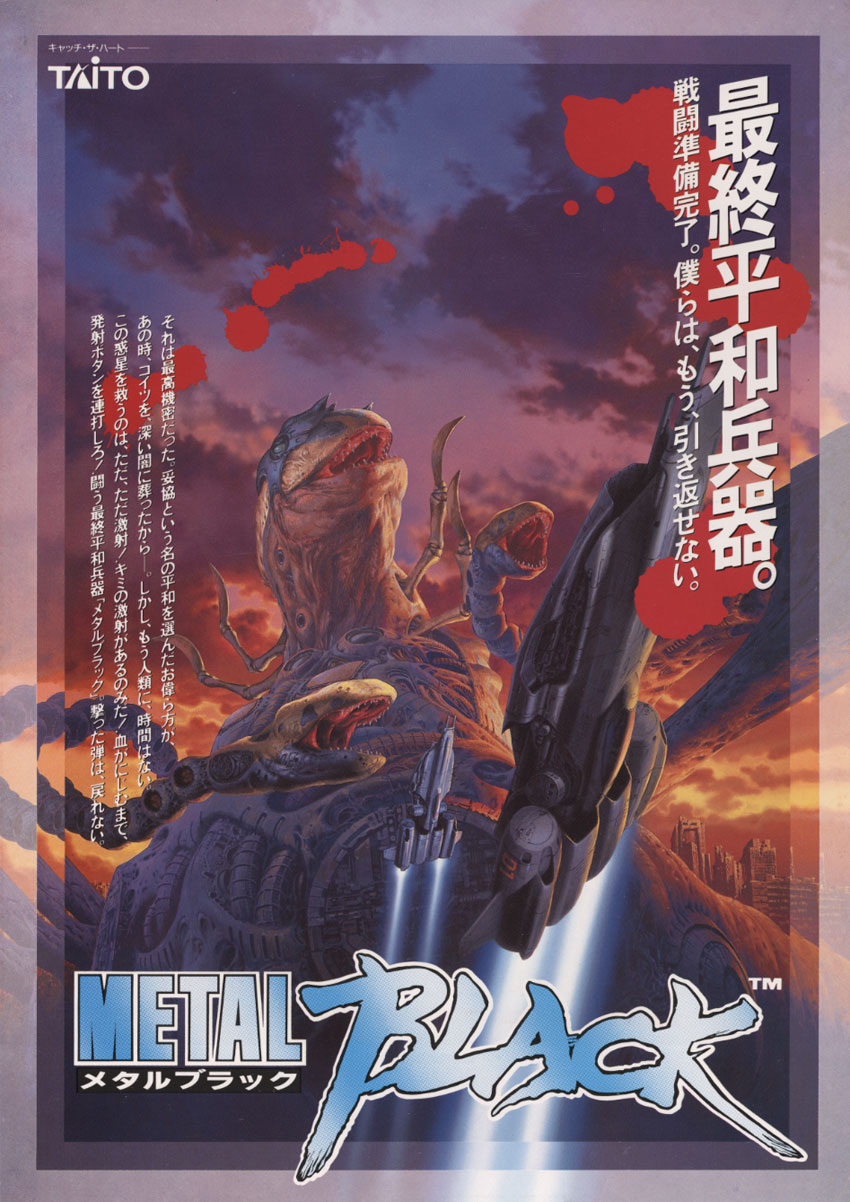 キャッチ・ザ・ハート——
TAITO
最終平和兵器。
戦闘準備完了。僕らは、もう、引き返せない。
それは最高機密だった。妥協という名の平和を選んだお偉ら方が、
あの時、コイツを、深い闇に葬ったから—。しかし、もう人類に、時間はない
この惑星を救うのは、ただ、ただ激射!キミの激射があるのみだ!血がにじむまで、
発射ボタンを連打しろ!闘う最終平和兵器「メタルブラック」。撃った弾は、戻れない。
D1
METAL BLACK™
メタルブラック